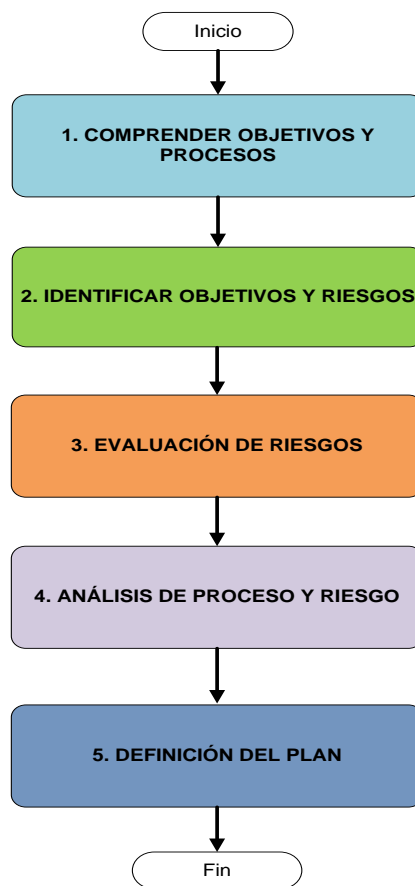 Inicio
1. COMPRENDER OBJETIVOS Y
PROCESOS
2. IDENTIFICAR OBJETIVOS Y RIESGOS
3. EVALUACIÓN DE RIESGOS
4. ANÁLISIS DE PROCESO Y RIESGO
5. DEFINICIÓN DEL PLAN
Fin